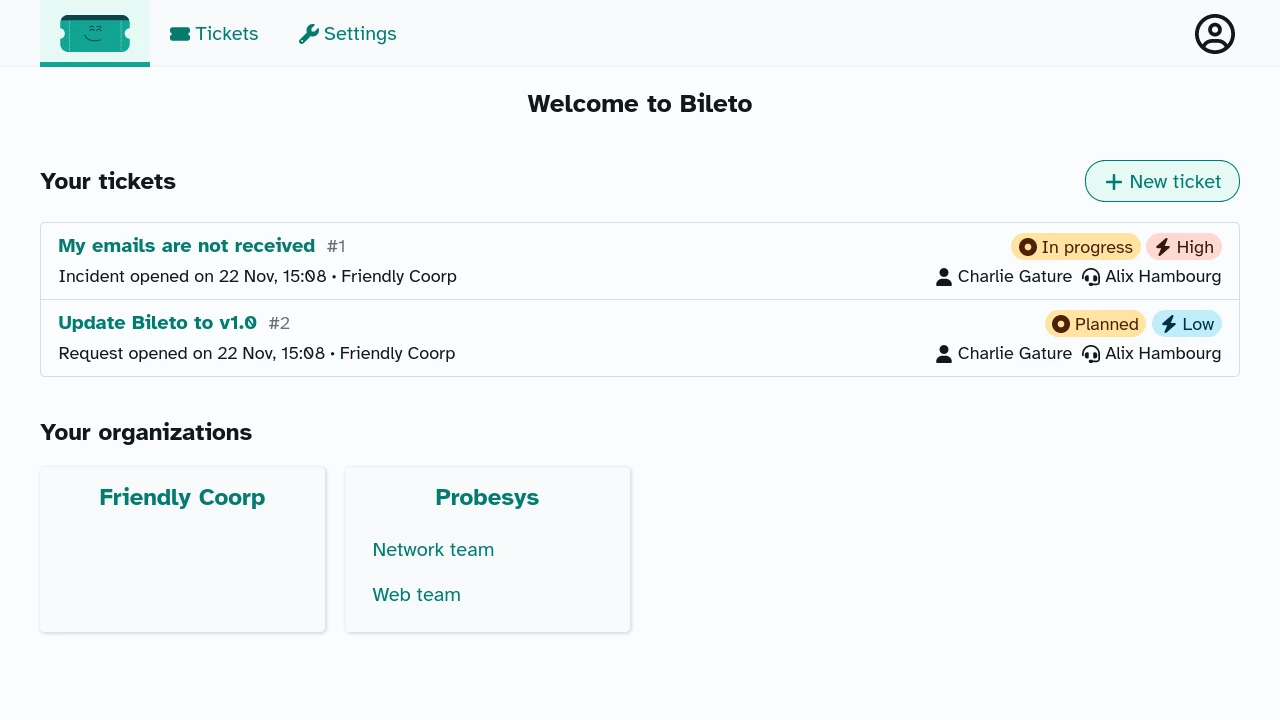 Tickets
Settings
Welcome to Bileto
Your tickets
New ticket
My emails are not received #1
In progress High
Incident opened on 22 Nov, 15:08 • Friendly Coorp
Charlie Gature Alix Hambourg
Update Bileto to v1.0 #2
Planned Low
Request opened on 22 Nov, 15:08 • Friendly Coorp
Charlie Gature Alix Hambourg
Your organizations
Friendly Coorp
Probesys
Network team
Web team